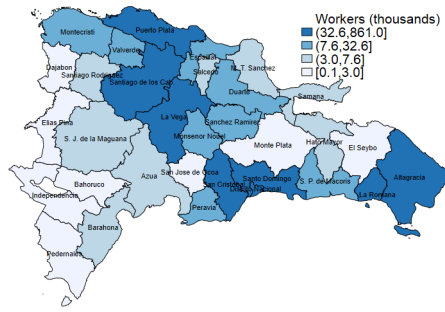 Workers (thousands)
(32.6,861.0]
(7.6,32.6]
(3.0,7.6]
[0.1,3.0]
Puerto Plata
Montecristi
Valverde
Espaillat
Dajabon
Santiago Rodriguez
Salcedo
M. T. Sanchez
Santiago de los Cab.
Duarte
Samana
Elias Pina
La Vega
Sanchez Ramirez
S. J. de la Maguana
Monsenor Nouel
Monte Plata
Hato Mayor
El Seybo
Azua
San Jose de Ocoa
Bahoruco
San Cristobal
Santo Domingo
Altagracia
Distrito Nacional
S. P. de Macoris
La Romana
Independencia
Peravia
Barahona
Pedernales